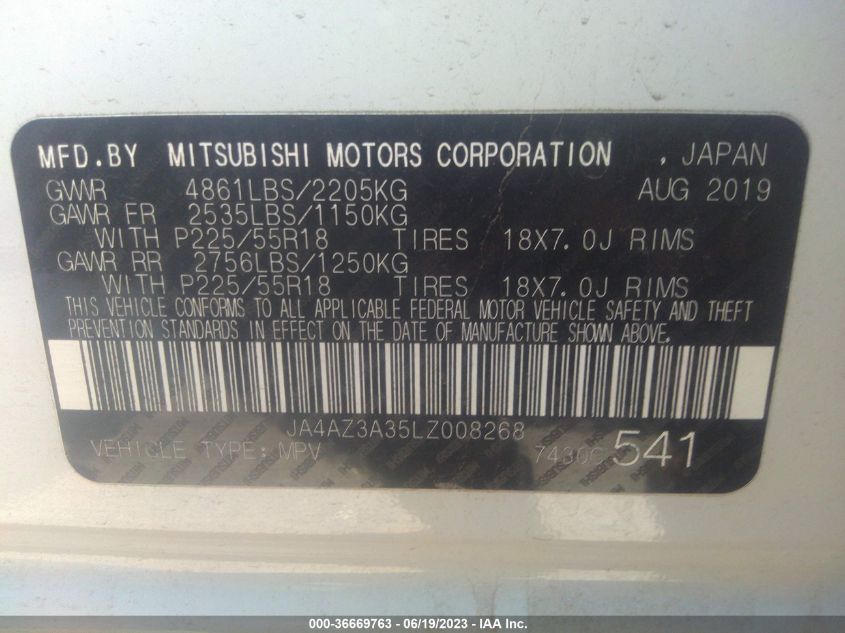 MFD.BY MITSUBISHI MOTORS CORPORATION , JAPAN
GVWR 4861LBS/2205KG AUG 2019
GAWR FR 2535LBS/1150KG
WITH P225/55R18 TIRES 18X7.0J RIMS
GAWR RR 2756LBS/1250KG
WITH P225/55R18 TIRES 18X7.0J RIMS
THIS VEHICLE CONFORMS TO ALL APPLICABLE FEDERAL MOTOR VEHICLE SAFETY AND THEFT
PREVENTION STANDARDS IN EFFECT ON THE DATE OF MANUFACTURE SHOWN ABOVE.
JA4AZ3A35LZ008268
VEHICLE TYPE:MPV 541
000-36669763 - 06/19/2023 - IAA Inc.